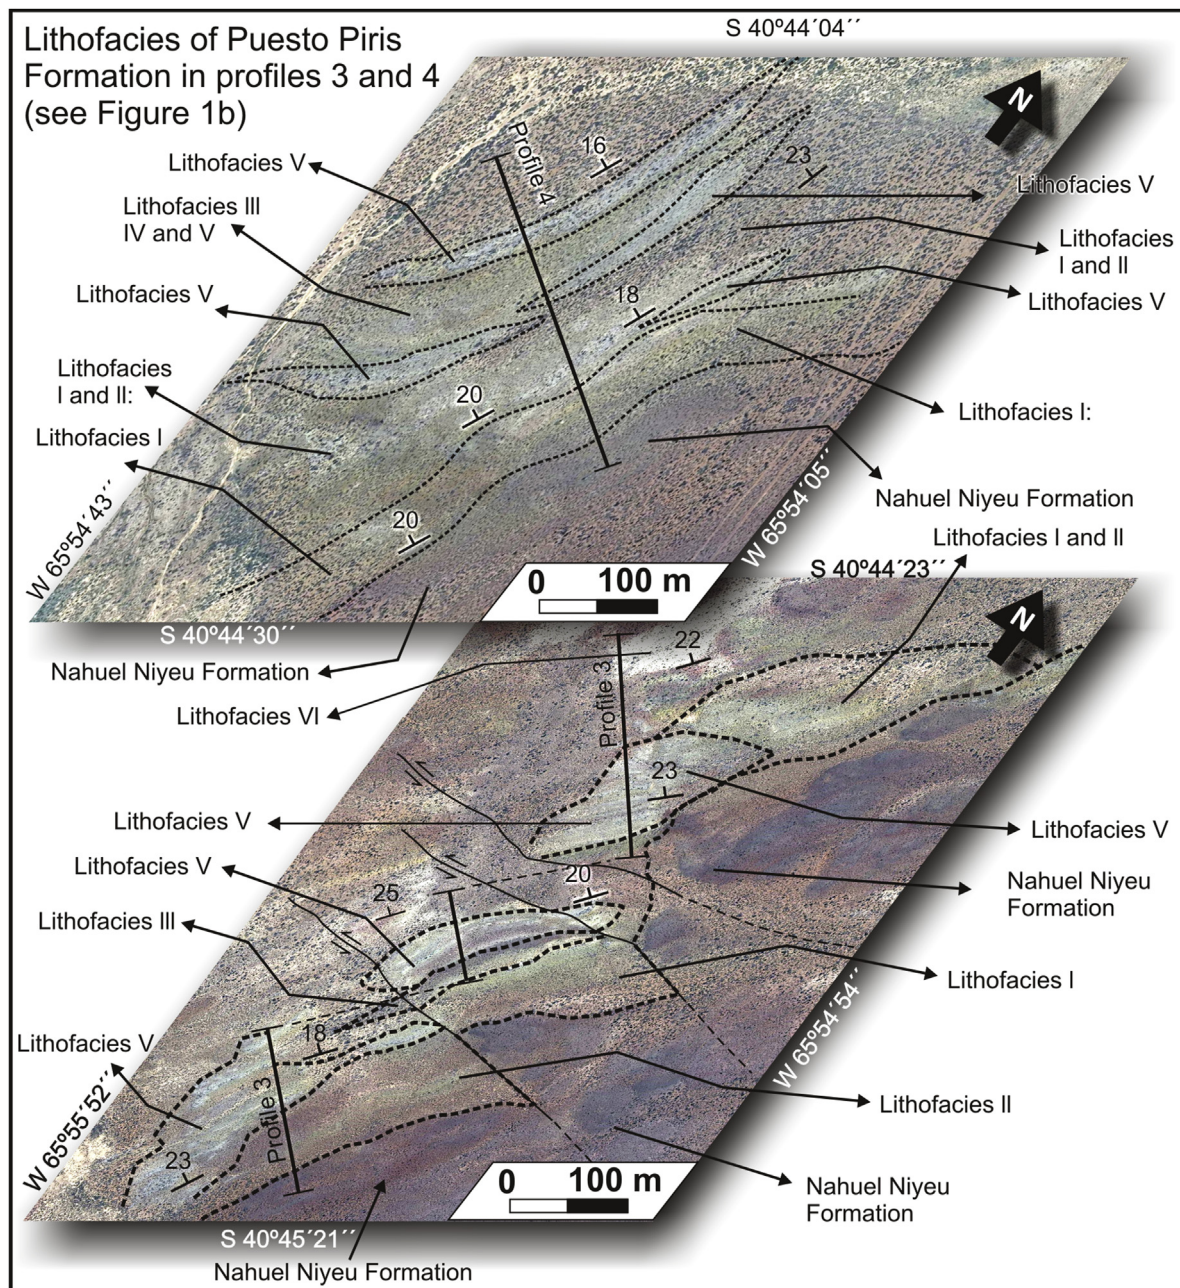 Lithofacies of Puesto Piris
Formation in profiles 3 and 4
(see Figure 1b)
S 40º44´04´´
N
Profile 4
16
23
Lithofacies V
Lithofacies V
Lithofacies III
IV and V
Lithofacies
I and II
Lithofacies V
Lithofacies V
18
Lithofacies
I and II:
20
Lithofacies I
Lithofacies I:
20
Nahuel Niyeu Formation
W 65º54´43´´
W 65º54´05´´
0 100 m
S 40º44´30´´
Nahuel Niyeu Formation
Lithofacies I and II
S 40º44´23´´
N
22
Profile 3
Lithofacies VI
23
Lithofacies V
Lithofacies V
Lithofacies V
20
25
Nahuel Niyeu
Formation
Lithofacies III
Lithofacies I
18
Lithofacies V
Profile 3
Lithofacies II
23
W 65º55´52´´
W 65º54´54´´
0 100 m
Nahuel Niyeu
Formation
S 40º45´21´´
Nahuel Niyeu Formation